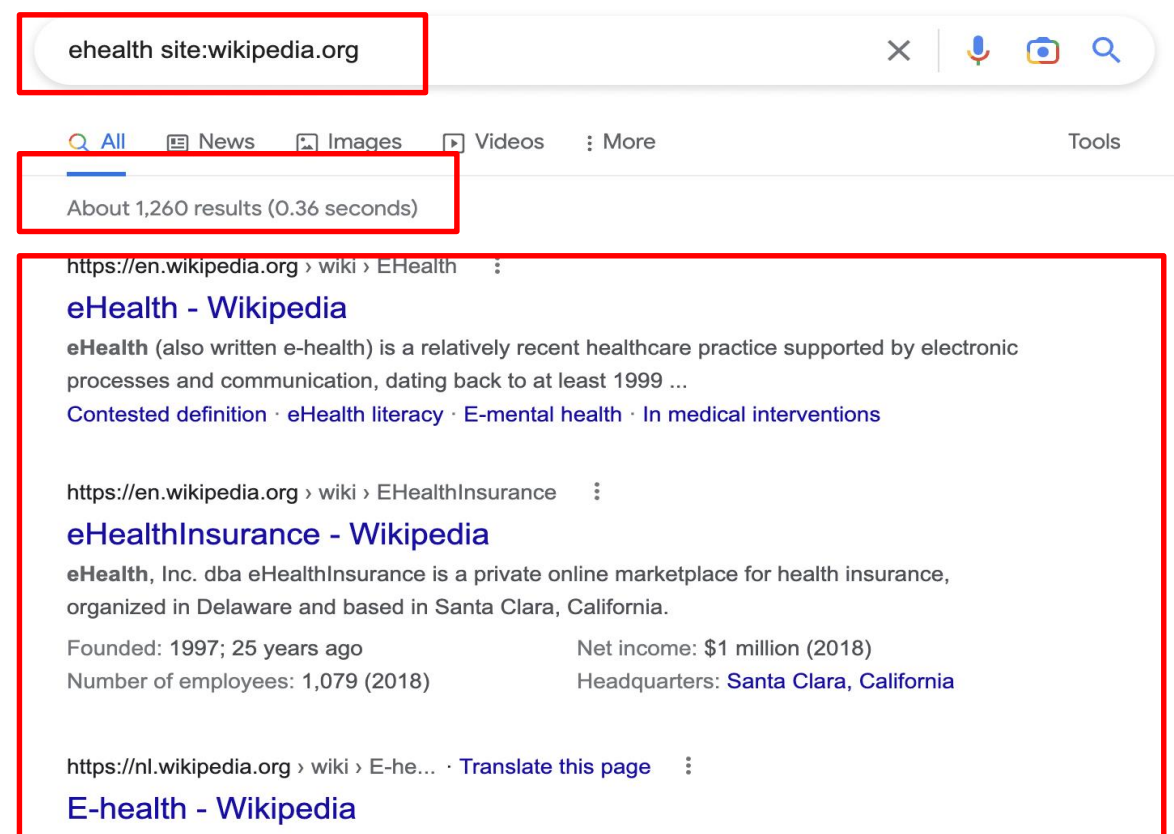 ehealth site:wikipedia.org
All News Images Videos More Tools
About 1,260 results (0.36 seconds)
https://en.wikipedia.org › wiki › EHealth
eHealth - Wikipedia
eHealth (also written e-health) is a relatively recent healthcare practice supported by electronic
processes and communication, dating back to at least 1999 ...
Contested definition · eHealth literacy · E-mental health · In medical interventions
https://en.wikipedia.org › wiki › EHealthInsurance
eHealthInsurance - Wikipedia
eHealth, Inc. dba eHealthInsurance is a private online marketplace for health insurance,
organized in Delaware and based in Santa Clara, California.
Founded: 1997; 25 years ago Net income: $1 million (2018)
Number of employees: 1,079 (2018) Headquarters: Santa Clara, California
https://nl.wikipedia.org › wiki › E-he... · Translate this page
E-health - Wikipedia